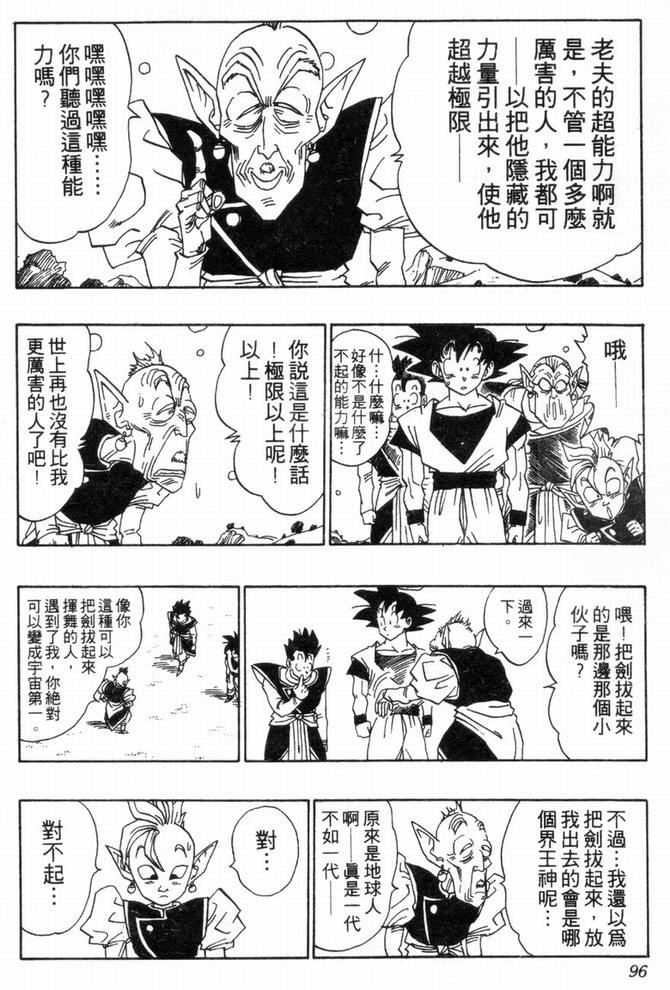 老夫的超能力啊就
是，不管一個多麼
厲害的人，我都可
——以把他隱藏的
力量引出來，使他
超越極限——
嘿嘿嘿嘿嘿……
你們聽過這種能
力嗎？
哦——
什…什麼嘛…
好像不是什麼了
不起的能力嘛…
你說這是什麼話
！極限以上呢！
以上！
世上再也沒有比我
更厲害的人了吧！
喂！把劍拔起來
的是那邊那個小
伙子嗎？
過來一
下。
像你
這種可以
把劍拔起來
揮舞的人，
遇到了我，你絕對
可以變成宇宙第一。
不過…我還以為
把劍拔起來，放
我出去的會是哪
個界王神呢…
原來是地球人
啊——真是一代
不如一代——
對…
對不起…
96